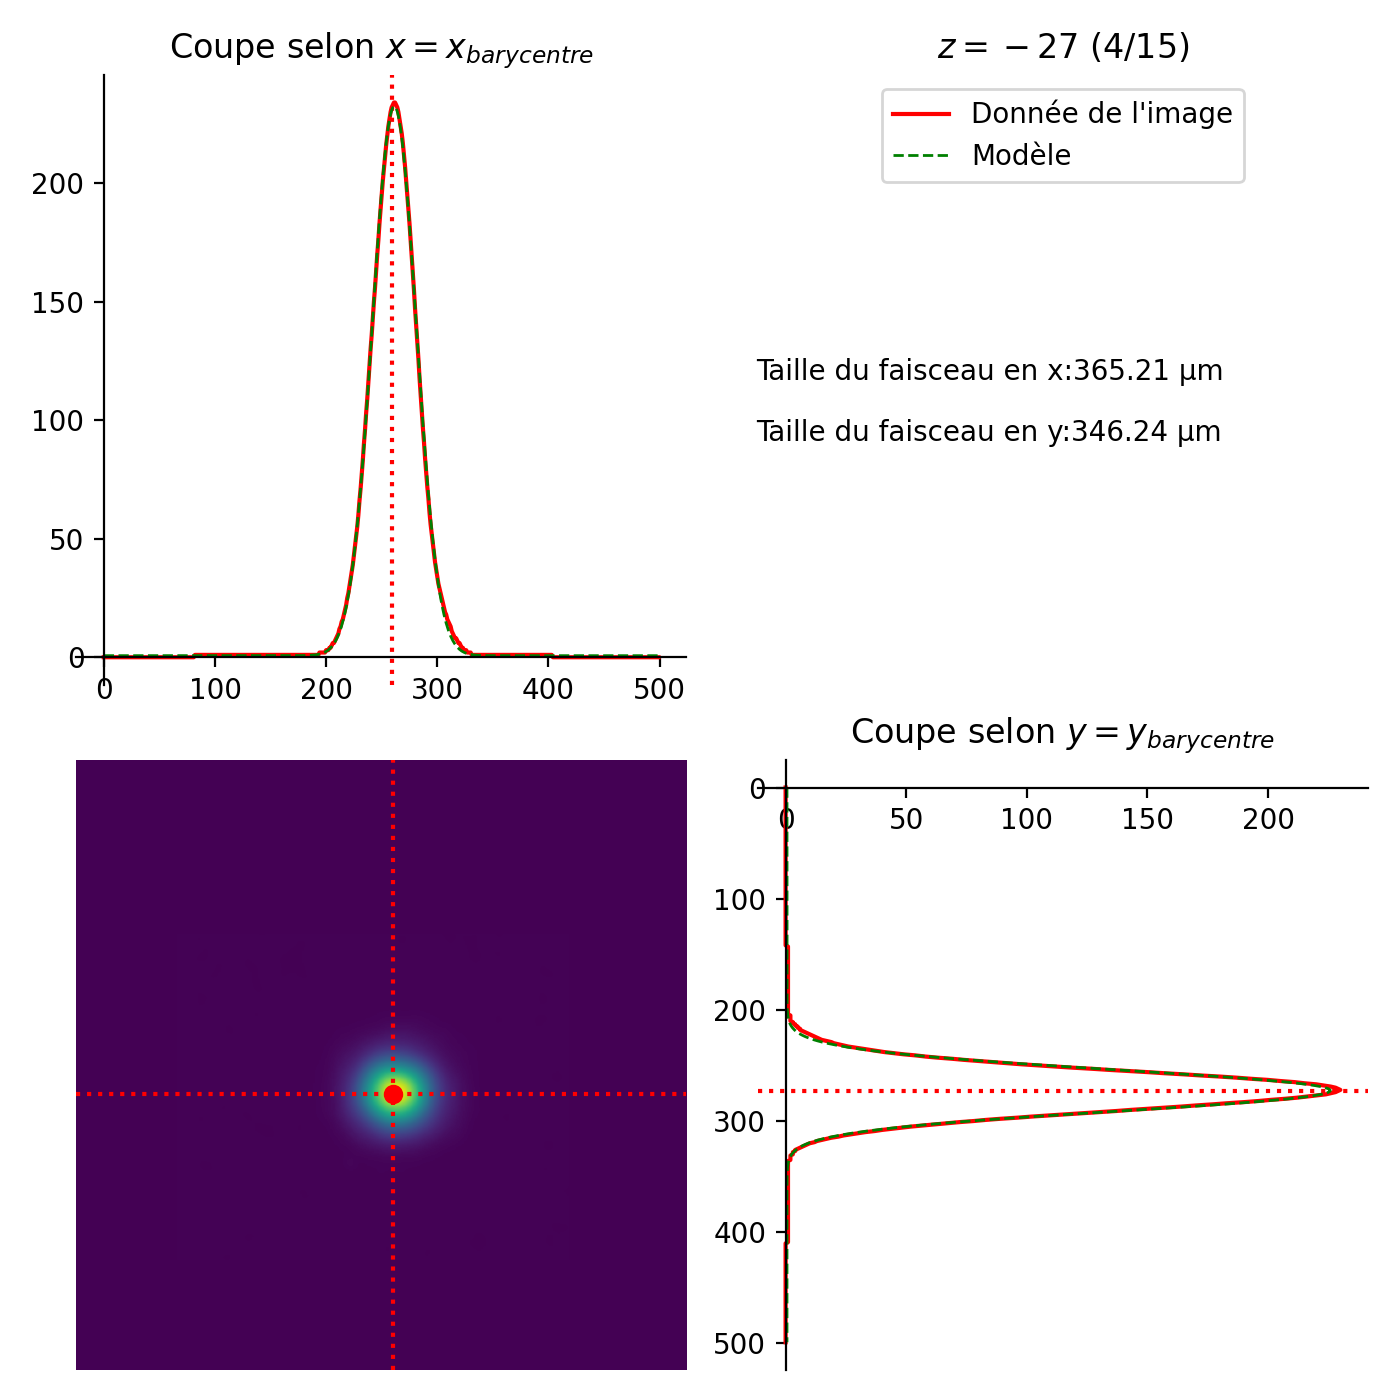 Coupe selon x = x_barycentre
z = −27 (4/15)
Donnée de l'image
Modèle
200
150
100
50
0
0 100 200 300 400 500
Taille du faisceau en x:365.21 µm
Taille du faisceau en y:346.24 µm
Coupe selon y = y_barycentre
0
0 50 100 150 200
100
200
300
400
500